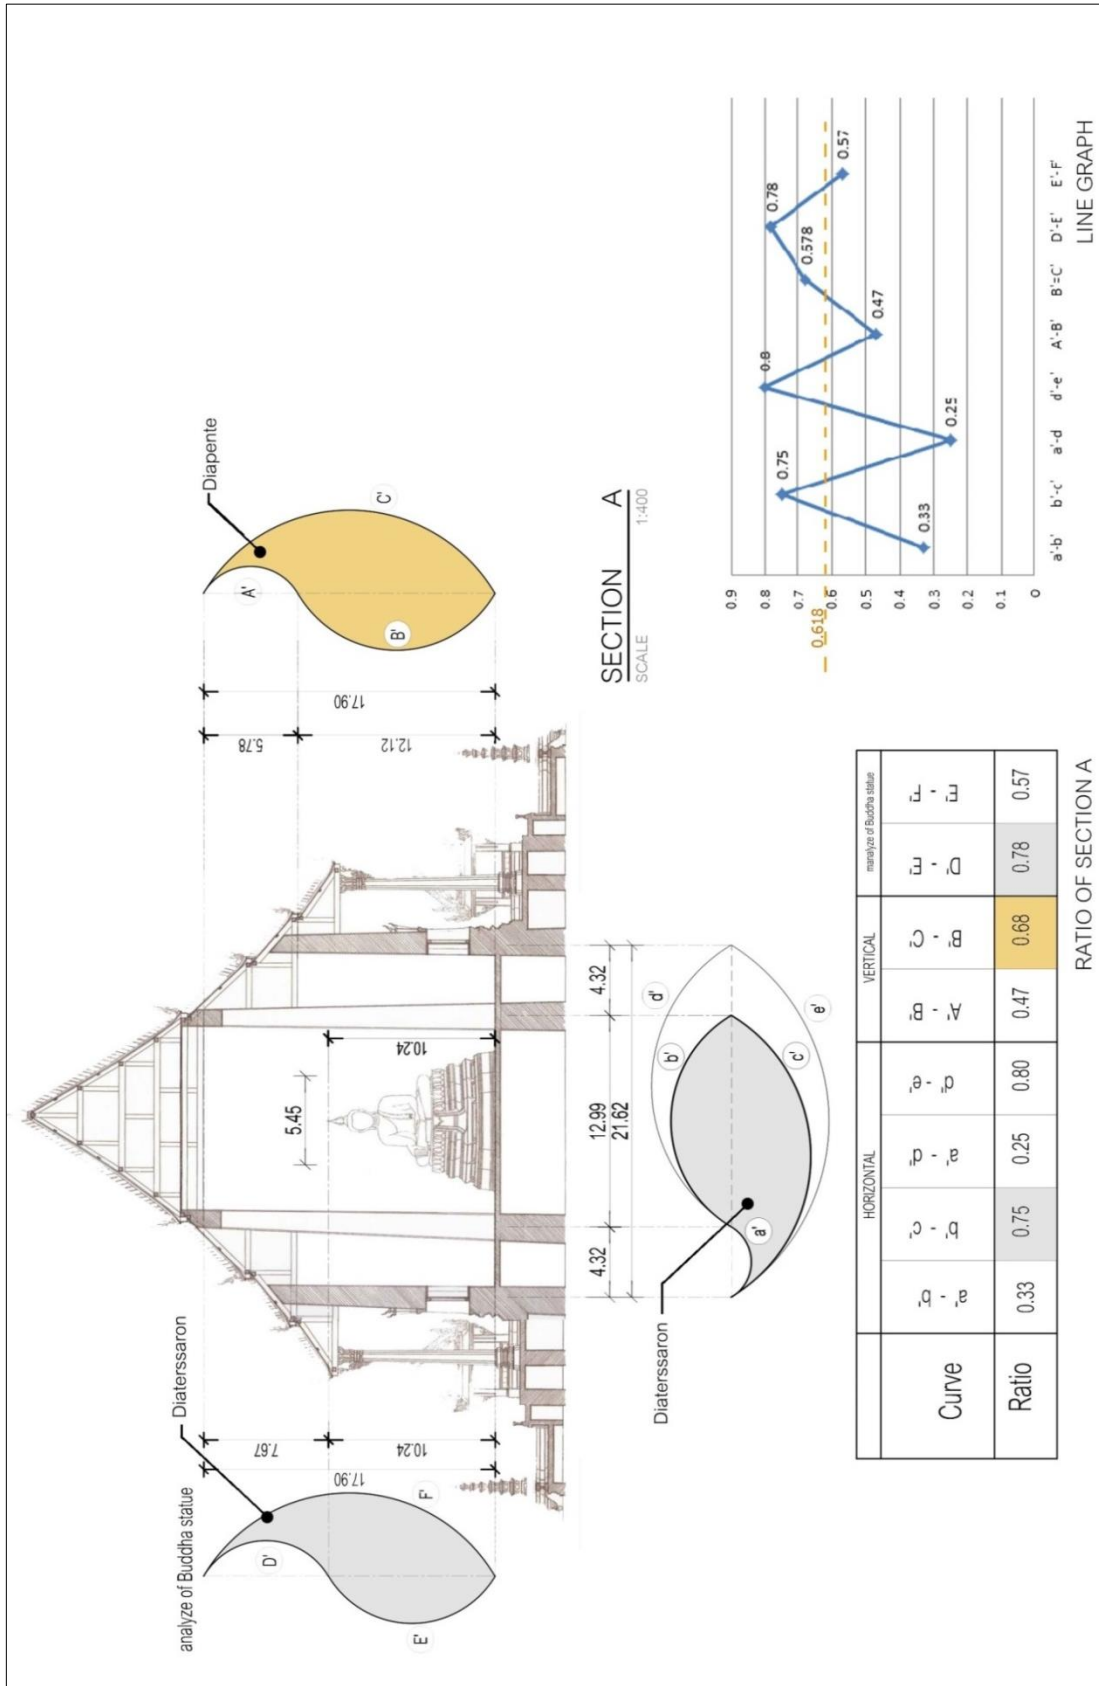 analyze of Buddha statue
Diaterssaron
D'
E'
F'
17.90
7.67
10.24
5.45
10.24
5.78
12.12
17.90
Diapente
A'
B'
C'
4.32
12.99
4.32
21.62
Diaterssaron
a'
b'
c'
d'
e'
SECTION A
SCALE 1:400
HORIZONTAL VERTICAL manalyze of Buddha statue
Curve a' - b' b' - c' a' - d' d' - e' A' - B' B' - C' D' - E' E' - F'
Ratio 0.33 0.75 0.25 0.80 0.47 0.68 0.78 0.57
RATIO OF SECTION A
0.9
0.8
0.7
0.618
0.6
0.5
0.4
0.3
0.2
0.1
0
0.33
0.75
0.25
0.8
0.47
0.578
0.78
0.57
a'-b' b'-c' a'-d d'-e' A'-B' B'=C' D'-E' E'-F'
LINE GRAPH